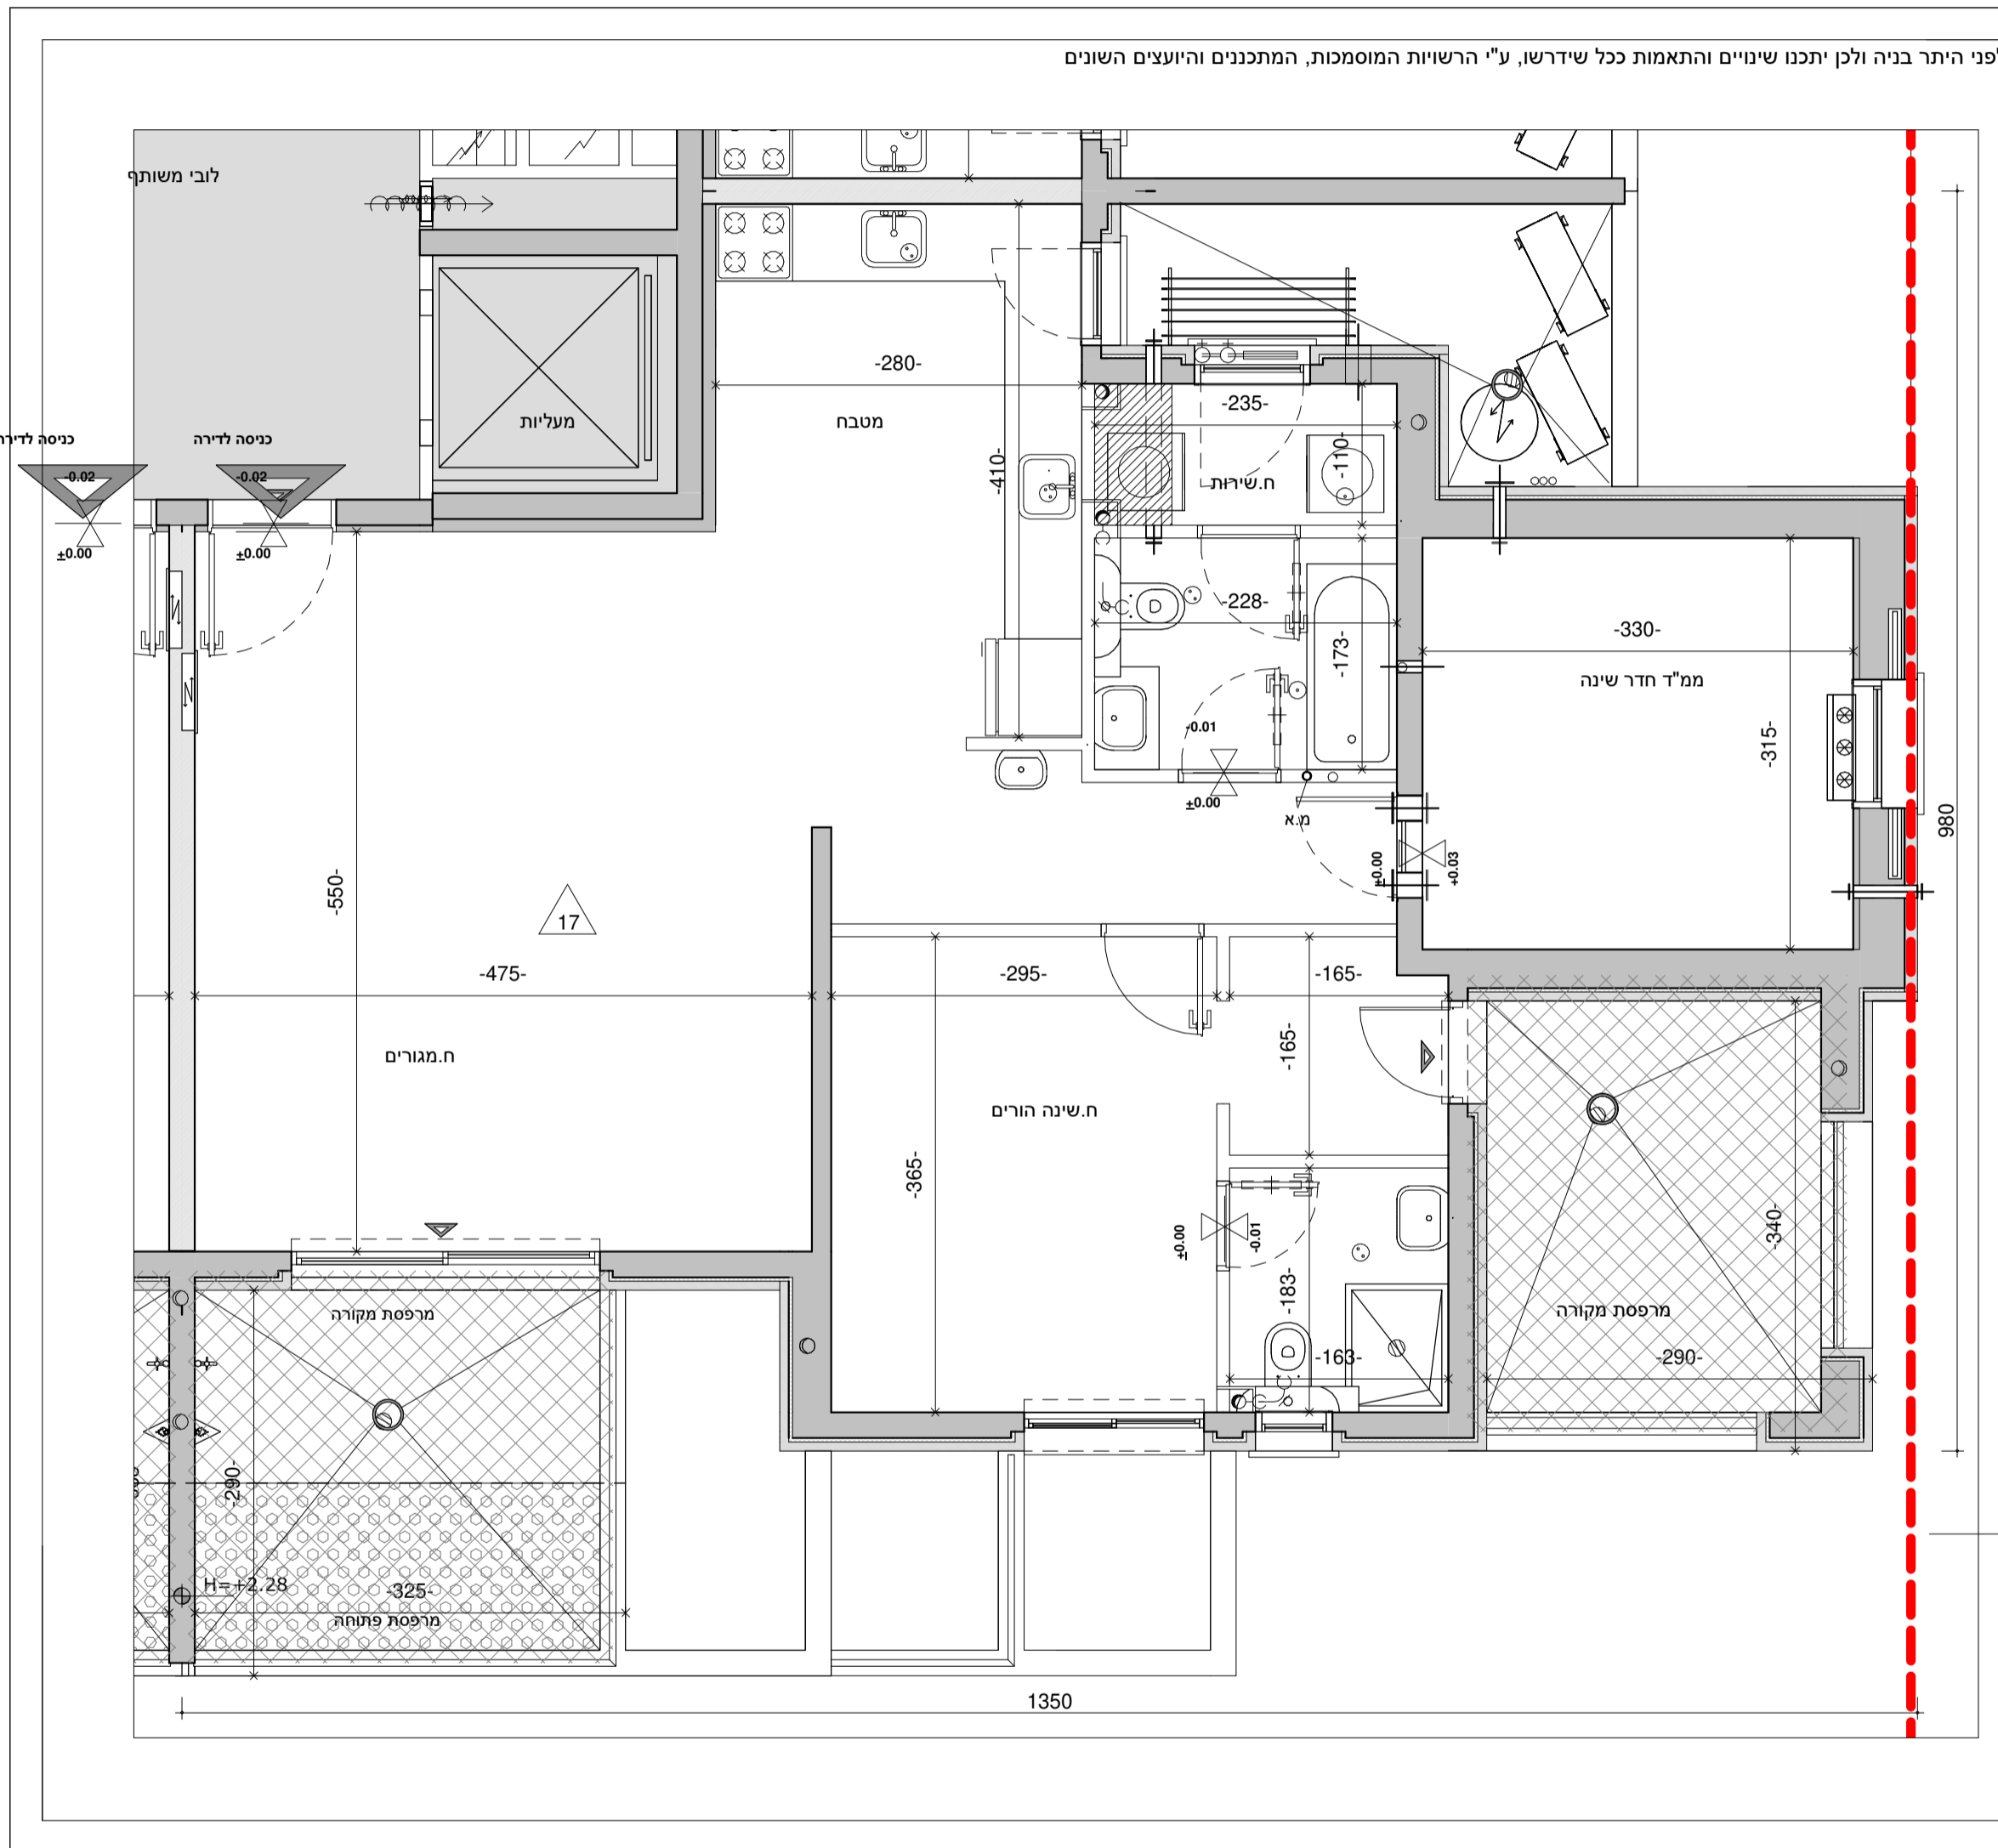 פני היתר בניה ולכן יתכנו שינויים והתאמות ככל שידרשו, ע"י הרשויות המוסמכות, המתכננים והיועצים השונים
לובי משותף
-280-
מעליות
מטבח
-235-
-110-
כניסה לדירה
כניסה לדירה
-0.02
-0.02
-410-
ח.שירות
±0.00
±0.00
-228-
-173-
-330-
ממ"ד חדר שינה
-0.01
-315-
±0.00
מ.א
980
±0.00
+0.03
-550-
17
-475-
-295-
-165-
-165-
ח.מגורים
ח.שינה הורים
-365-
±0.00
-0.01
-340-
-183-
מרפסת מקורה
מרפסת מקורה
-163-
-290-
-290-
H=+2.28
-325-
מרפסת פתוחה
1350